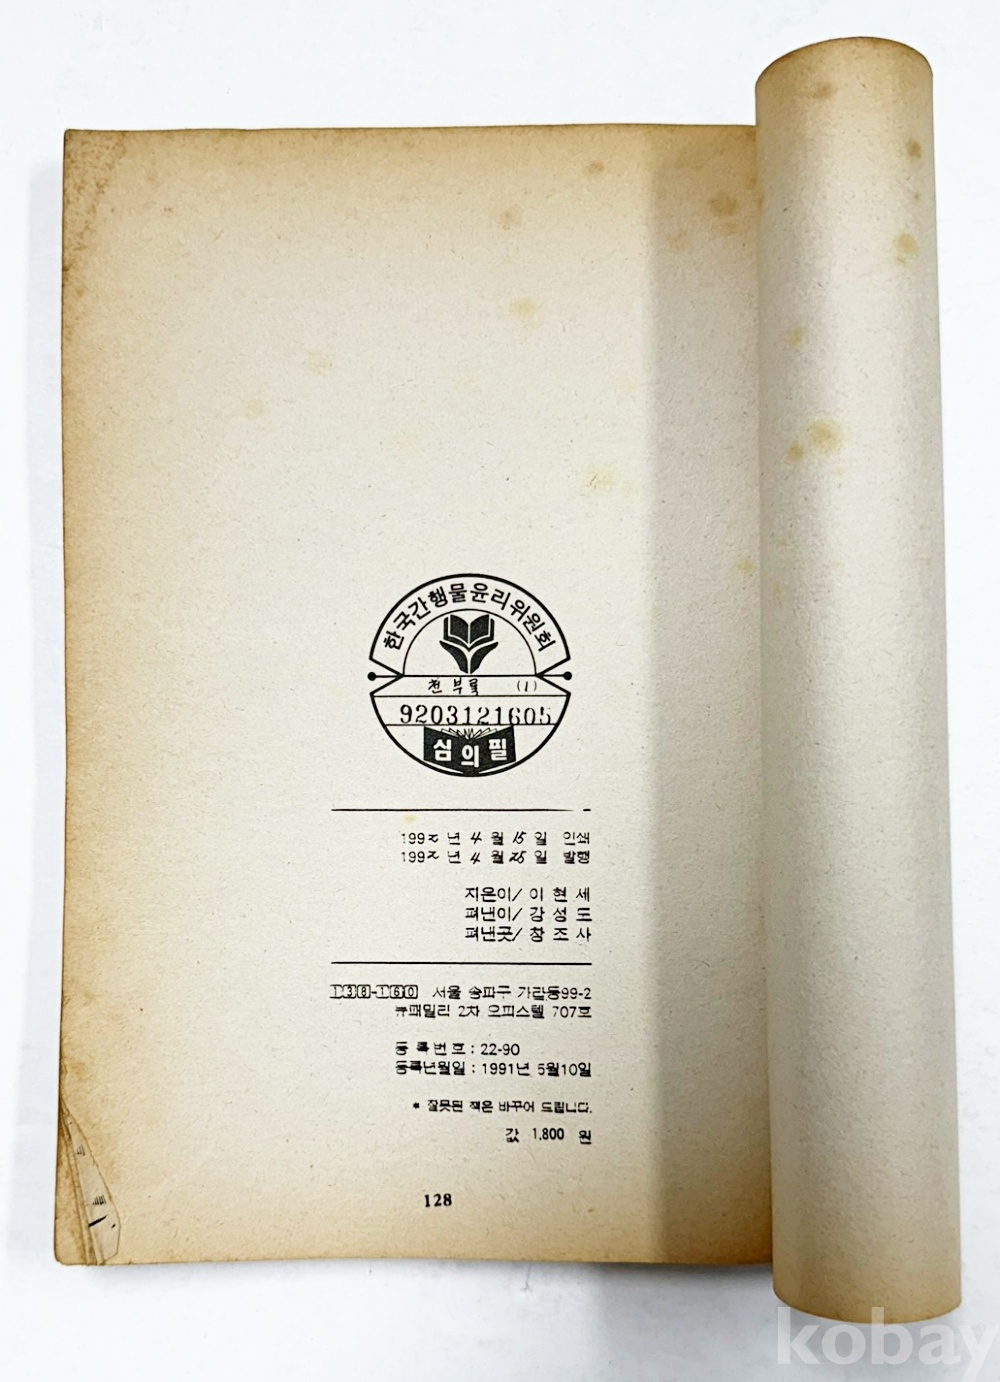 한국간행물윤리위원회
천부록 (1)
9203121605
심의필
1992년 4월 15일 인쇄
1992년 4월 25일 발행
지은이/ 이 현 세
펴낸이/ 강 성 도
펴낸곳/ 창 조 사
138-160 서울 송파구 가락동99-2
뉴패밀리 2차 오피스텔 707호
등 록 번 호 : 22-90
등록년월일 : 1991년 5월10일
* 잘못된 책은 바꾸어 드립니다.
값 1,800 원
128
kobay